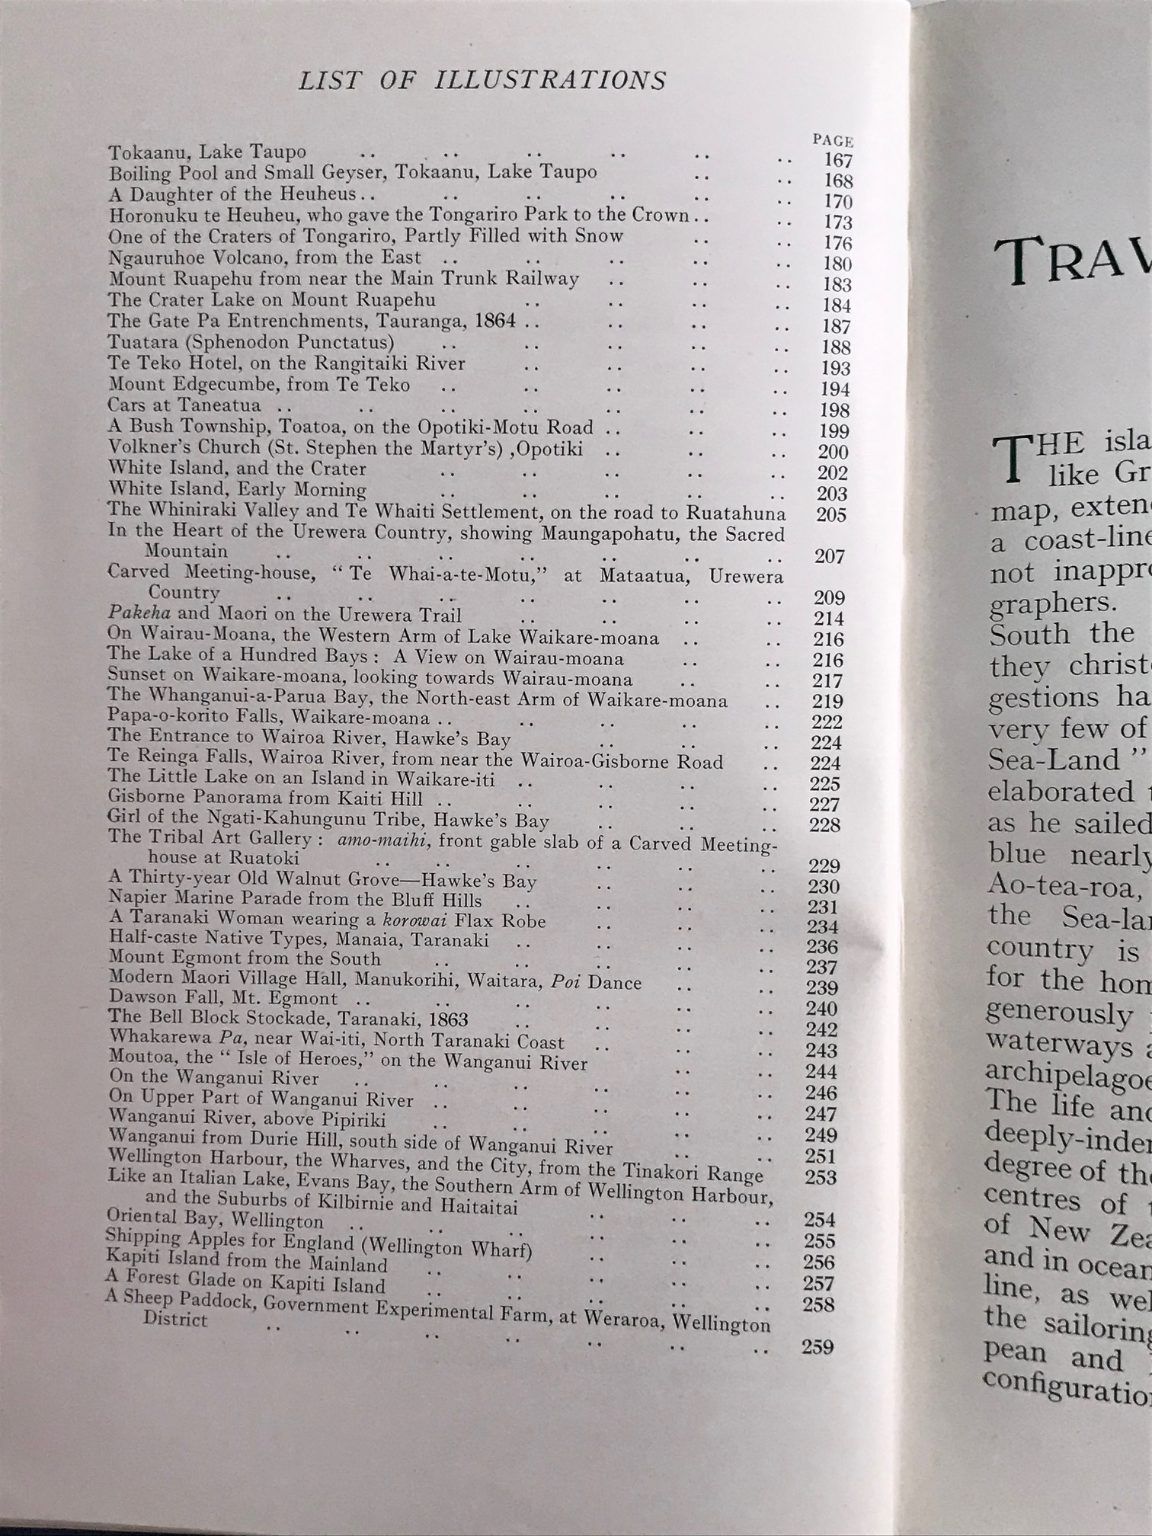 LIST OF ILLUSTRATIONS
PAGE
Tokaanu, Lake Taupo .. .. .. .. .. .. 167
Boiling Pool and Small Geyser, Tokaanu, Lake Taupo .. .. 168
A Daughter of the Heuheus .. .. .. .. .. .. 170
Horonuku te Heuheu, who gave the Tongariro Park to the Crown .. .. 173
One of the Craters of Tongariro, Partly Filled with Snow .. .. 176
Ngauruhoe Volcano, from the East .. .. .. .. .. 180
Mount Ruapehu from near the Main Trunk Railway .. .. .. 183
The Crater Lake on Mount Ruapehu .. .. .. .. 184
The Gate Pa Entrenchments, Tauranga, 1864 .. .. .. .. 187
Tuatara (Sphenodon Punctatus) .. .. .. .. .. 188
Te Teko Hotel, on the Rangitaiki River .. .. .. .. 193
Mount Edgecumbe, from Te Teko .. .. .. .. .. 194
Cars at Taneatua .. .. .. .. .. .. .. 198
A Bush Township, Toatoa, on the Opotiki-Motu Road .. .. .. 199
Volkner's Church (St. Stephen the Martyr's) ,Opotiki .. .. .. 200
White Island, and the Crater .. .. .. .. .. 202
White Island, Early Morning .. .. .. .. .. 203
The Whiniraki Valley and Te Whaiti Settlement, on the road to Ruatahuna 205
In the Heart of the Urewera Country, showing Maungapohatu, the Sacred
Mountain .. .. .. .. .. .. .. 207
Carved Meeting-house, " Te Whai-a-te-Motu," at Mataatua, Urewera
Country .. .. .. .. .. .. .. 209
Pakeha and Maori on the Urewera Trail .. .. .. .. 214
On Wairau-Moana, the Western Arm of Lake Waikare-moana .. .. 216
The Lake of a Hundred Bays : A View on Wairau-moana .. .. 216
Sunset on Waikare-moana, looking towards Wairau-moana .. .. 217
The Whanganui-a-Parua Bay, the North-east Arm of Waikare-moana .. 219
Papa-o-korito Falls, Waikare-moana .. .. .. .. .. 222
The Entrance to Wairoa River, Hawke's Bay .. .. .. 224
Te Reinga Falls, Wairoa River, from near the Wairoa-Gisborne Road .. 224
The Little Lake on an Island in Waikare-iti .. .. .. .. 225
Gisborne Panorama from Kaiti Hill .. .. .. .. .. 227
Girl of the Ngati-Kahungunu Tribe, Hawke's Bay .. .. .. 228
The Tribal Art Gallery : amo-maihi, front gable slab of a Carved Meeting-
house at Ruatoki .. .. .. .. .. .. 229
A Thirty-year Old Walnut Grove—Hawke's Bay .. .. .. 230
Napier Marine Parade from the Bluff Hills .. .. .. .. 231
A Taranaki Woman wearing a korowai Flax Robe .. .. .. 234
Half-caste Native Types, Manaia, Taranaki .. .. .. .. 236
Mount Egmont from the South .. .. .. .. .. 237
Modern Maori Village Hall, Manukorihi, Waitara, Poi Dance .. .. 239
Dawson Fall, Mt. Egmont .. .. .. .. .. .. 240
The Bell Block Stockade, Taranaki, 1863 .. .. .. .. 242
Whakarewa Pa, near Wai-iti, North Taranaki Coast .. .. .. 243
Moutoa, the " Isle of Heroes," on the Wanganui River .. .. 244
On the Wanganui River .. .. .. .. .. .. 246
On Upper Part of Wanganui River .. .. .. .. .. 247
Wanganui River, above Pipiriki .. .. .. .. .. 249
Wanganui from Durie Hill, south side of Wanganui River .. .. 251
Wellington Harbour, the Wharves, and the City, from the Tinakori Range 253
Like an Italian Lake, Evans Bay, the Southern Arm of Wellington Harbour,
and the Suburbs of Kilbirnie and Haitaitai .. .. .. 254
Oriental Bay, Wellington .. .. .. .. .. .. 255
Shipping Apples for England (Wellington Wharf) .. .. .. 256
Kapiti Island from the Mainland .. .. .. .. .. 257
A Forest Glade on Kapiti Island .. .. .. .. .. 258
A Sheep Paddock, Government Experimental Farm, at Weraroa, Wellington
District .. .. .. .. .. .. .. 259
TRAV
THE isla
like Gr
map, exten
a coast-line
not inappro
graphers.
South the
they christ
gestions ha
very few of
Sea-Land "
elaborated
as he sailed
blue nearly
Ao-tea-roa,
the Sea-lan
country is
for the hom
generously
waterways a
archipelagoe
The life and
deeply-inden
degree of the
centres of
of New Zea
and in ocean
line, as wel
the sailoring
pean and
configuratio